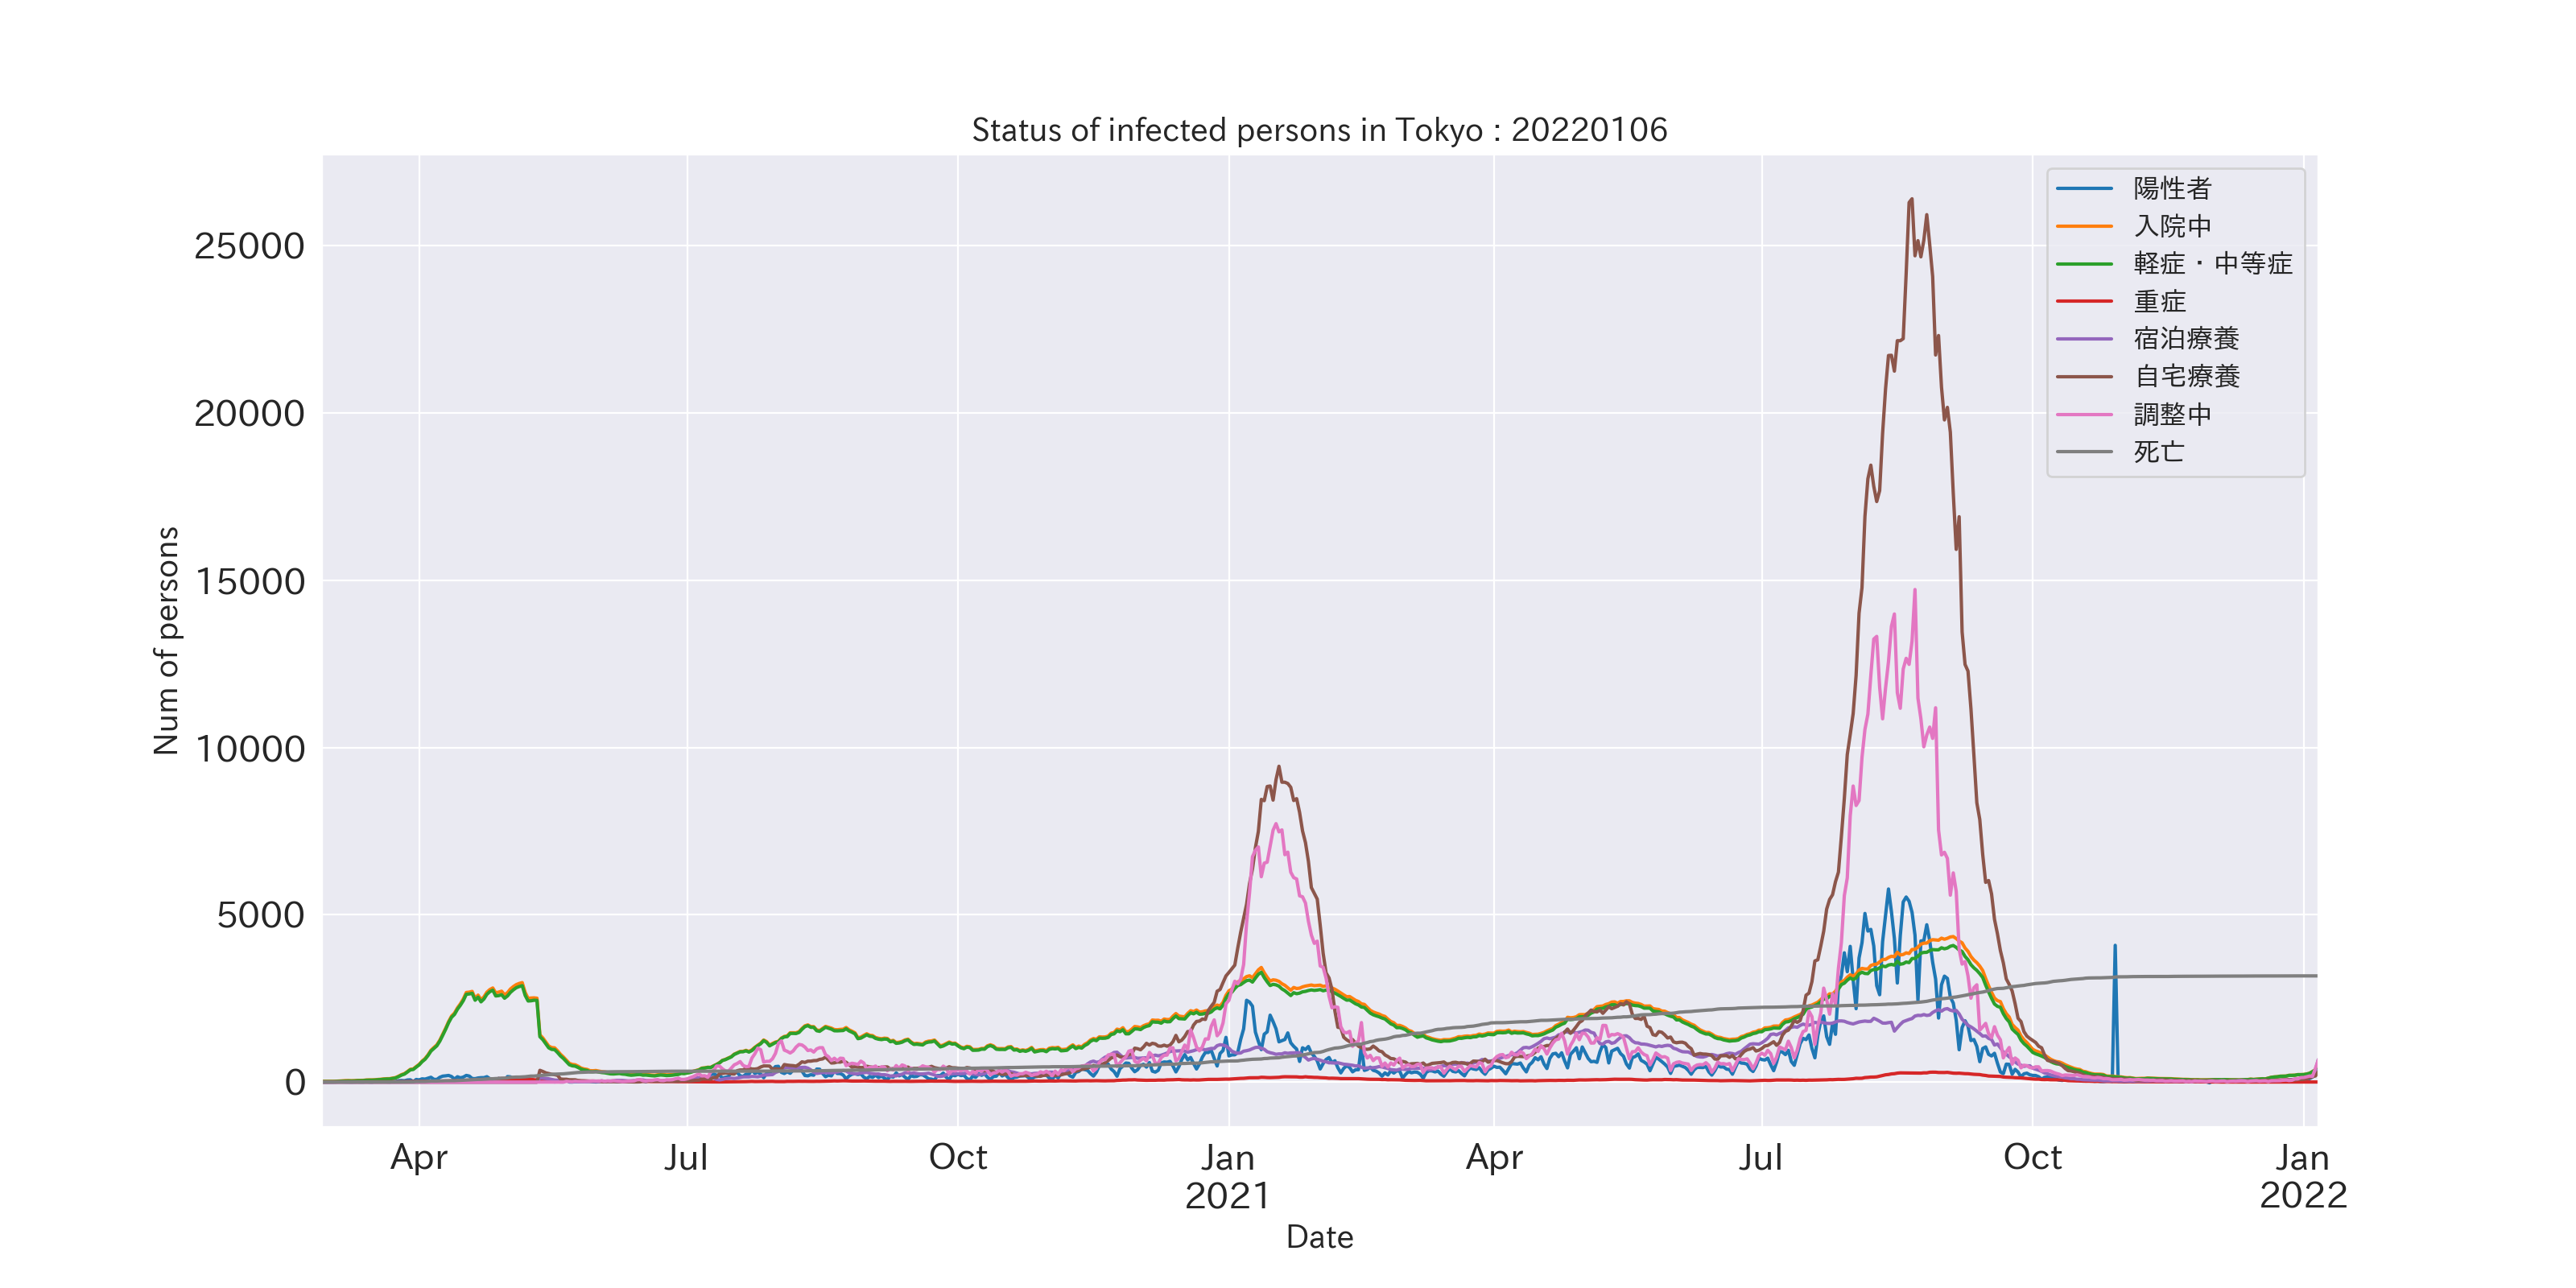 Status of infected persons in Tokyo : 20220106
陽性者
入院中
軽症・中等症
重症
宿泊療養
自宅療養
調整中
死亡
25000
20000
15000
10000
5000
0
Num of persons
Apr Jul Oct Jan Apr Jul Oct Jan
2021 2022
Date